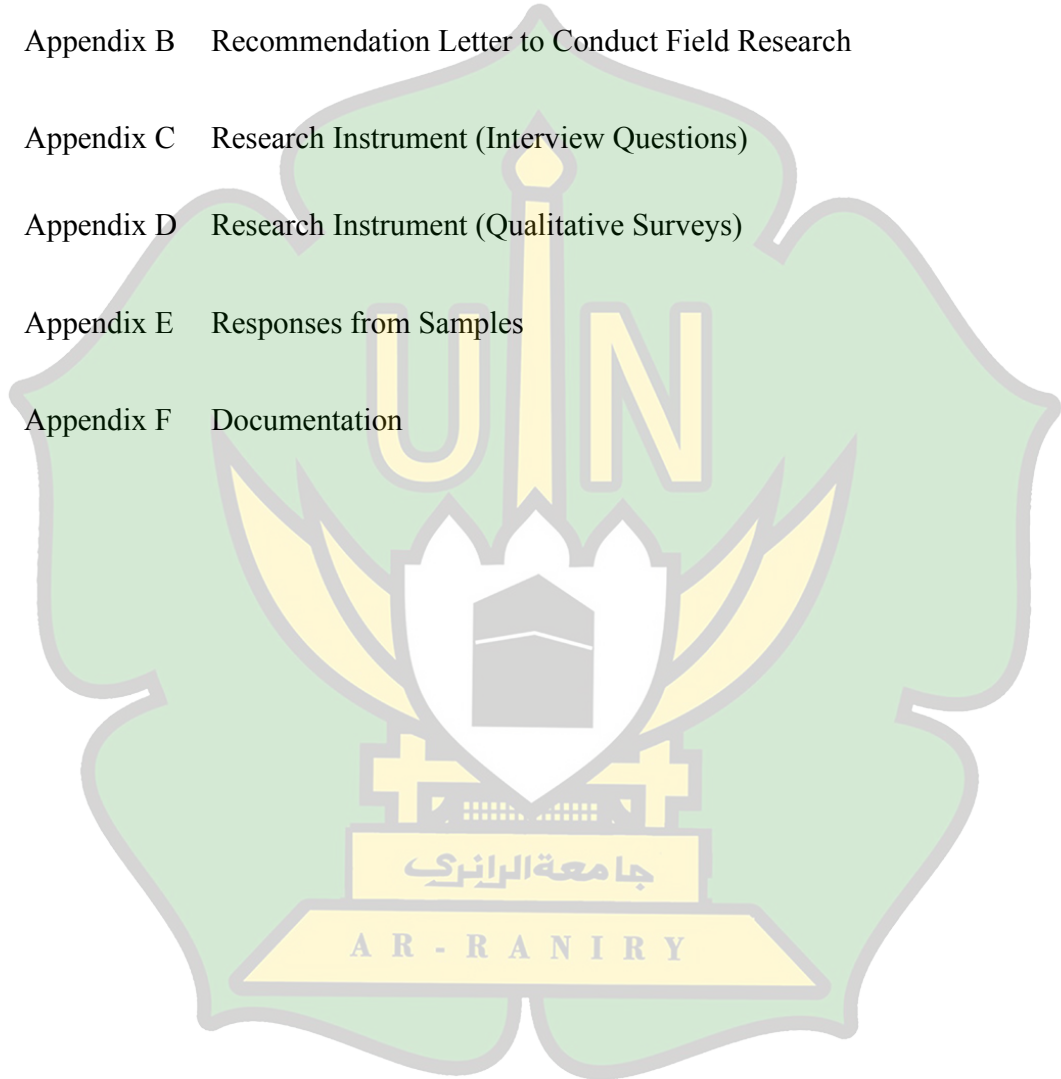 Appendix B Recommendation Letter to Conduct Field Research
Appendix C Research Instrument (Interview Questions)
Appendix D Research Instrument (Qualitative Surveys)
Appendix E Responses from Samples
Appendix F Documentation
UIN
جامعة الرانري
AR-RANIRY